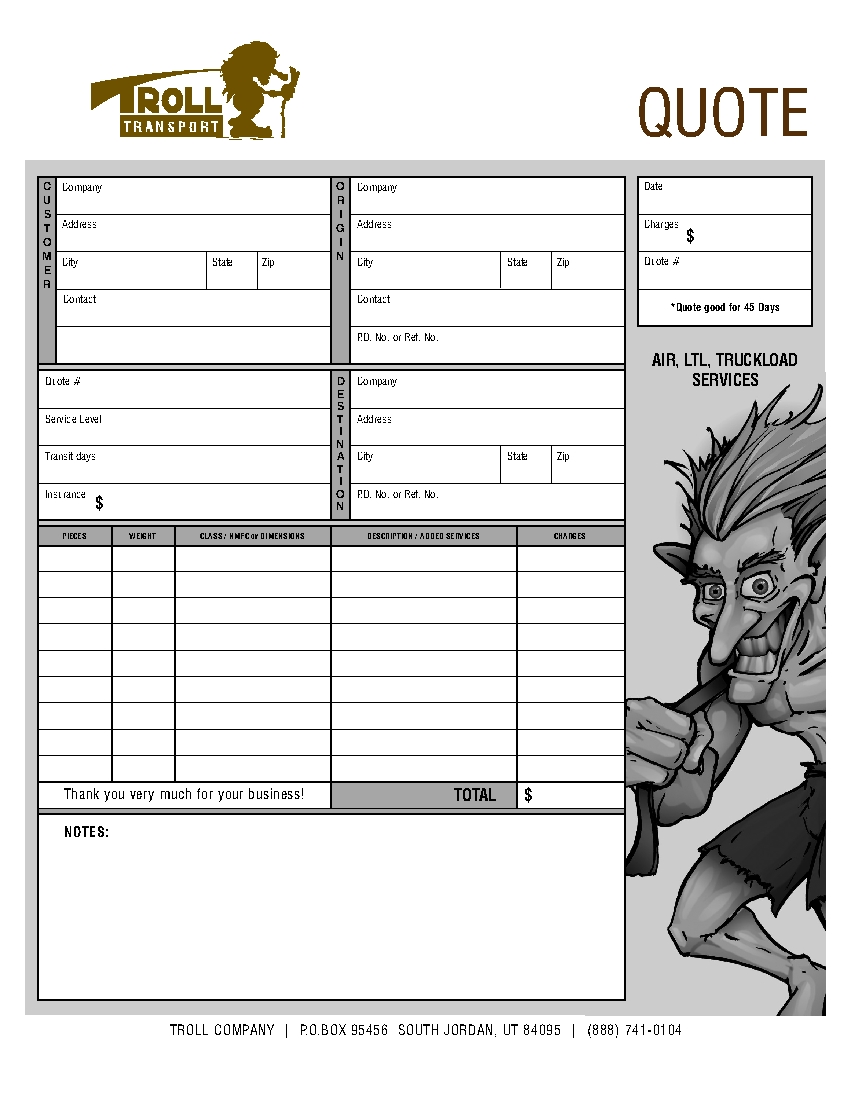 TROLL
TRANSPORT
QUOTE
CUSTOMER
Company
Address
City State Zip
Contact
ORIGIN
Company
Address
City State Zip
Contact
P.O. No. or Ref. No.
Date
Charges $
Quote #
*Quote good for 45 Days
AIR, LTL, TRUCKLOAD
SERVICES
Quote #
Service Level
Transit days
Insurance $
DESTINATION
Company
Address
City State Zip
P.O. No. or Ref. No.
PIECES WEIGHT CLASS / NMFC or DIMENSIONS DESCRIPTION / ADDED SERVICES CHARGES
Thank you very much for your business! TOTAL $
NOTES:
TROLL COMPANY | P.O.BOX 95456 SOUTH JORDAN, UT 84095 | (888) 741-0104